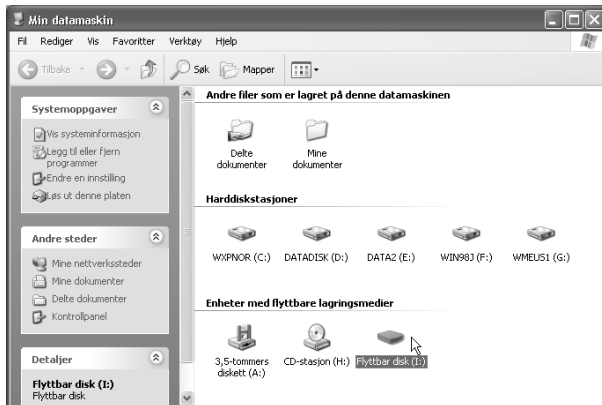 Min datamaskin
Fil Rediger Vis Favoritter Verktøy Hjelp
Tilbake Søk Mapper
Systemoppgaver
Vis systeminformasjon
Legg til eller fjern
programmer
Endre en innstilling
Løs ut denne platen
Andre steder
Mine nettverkssteder
Mine dokumenter
Delte dokumenter
Kontrollpanel
Detaljer
Flyttbar disk (I:)
Flyttbar disk
Andre filer som er lagret på denne datamaskinen
Delte
dokumenter
Mine
dokumenter
Harddiskstasjoner
WXPNOR (C:) DATADISK (D:) DATA2 (E:) WIN98J (F:) WMEUS1 (G:)
Enheter med flyttbare lagringsmedier
3,5-tommers
diskett (A:)
CD-stasjon (H:) Flyttbar disk (I:)